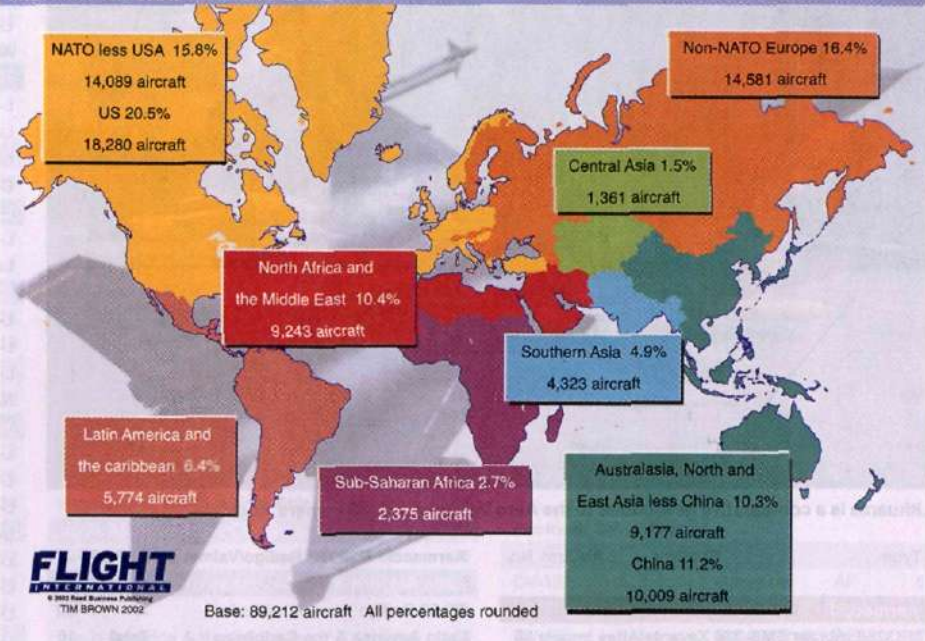 NATO less USA 15.8%
14,089 aircraft
US 20.5%
18,280 aircraft
Non-NATO Europe 16.4%
14,581 aircraft
Central Asia 1.5%
1,361 aircraft
North Africa and
the Middle East 10.4%
9,243 aircraft
Southern Asia 4.9%
4,323 aircraft
Latin America and
the caribbean 6.4%
5,774 aircraft
Sub-Saharan Africa 2.7%
2,375 aircraft
Australasia, North and
East Asia less China 10.3%
9,177 aircraft
China 11.2%
10,009 aircraft
FLIGHT
INTERNATIONAL
© 2002 Reed Business Publishing
TIM BROWN 2002
Base: 89,212 aircraft All percentages rounded